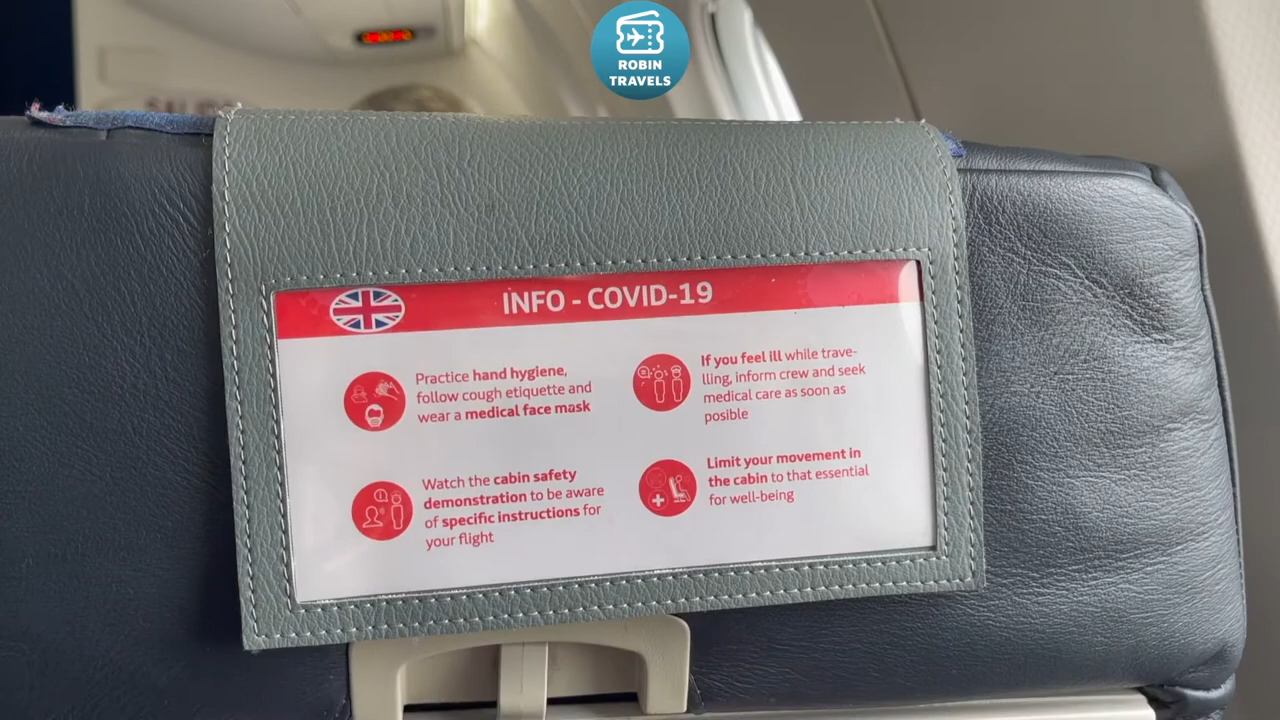 ROBIN
TRAVELS
INFO - COVID-19
Practice hand hygiene,
follow cough etiquette and
wear a medical face mask
If you feel ill while trave-
lling, inform crew and seek
medical care as soon as
posible
Watch the cabin safety
demonstration to be aware
of specific instructions for
your flight
Limit your movement in
the cabin to that essential
for well-being